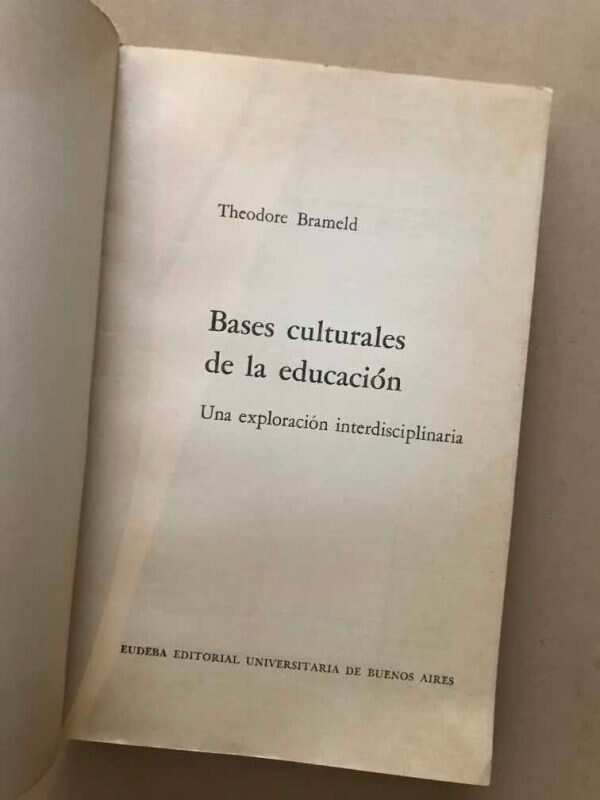 Theodore Brameld
Bases culturales
de la educación
Una exploración interdisciplinaria
EUDEBA EDITORIAL UNIVERSITARIA DE BUENOS AIRES